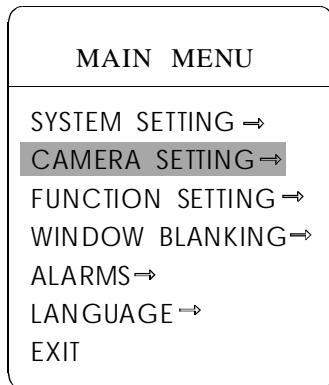 MAIN MENU
SYSTEM SETTING ⇒
CAMERA SETTING ⇒
FUNCTION SETTING ⇒
WINDOW BLANKING ⇒
ALARMS ⇒
LANGUAGE ⇒
EXIT